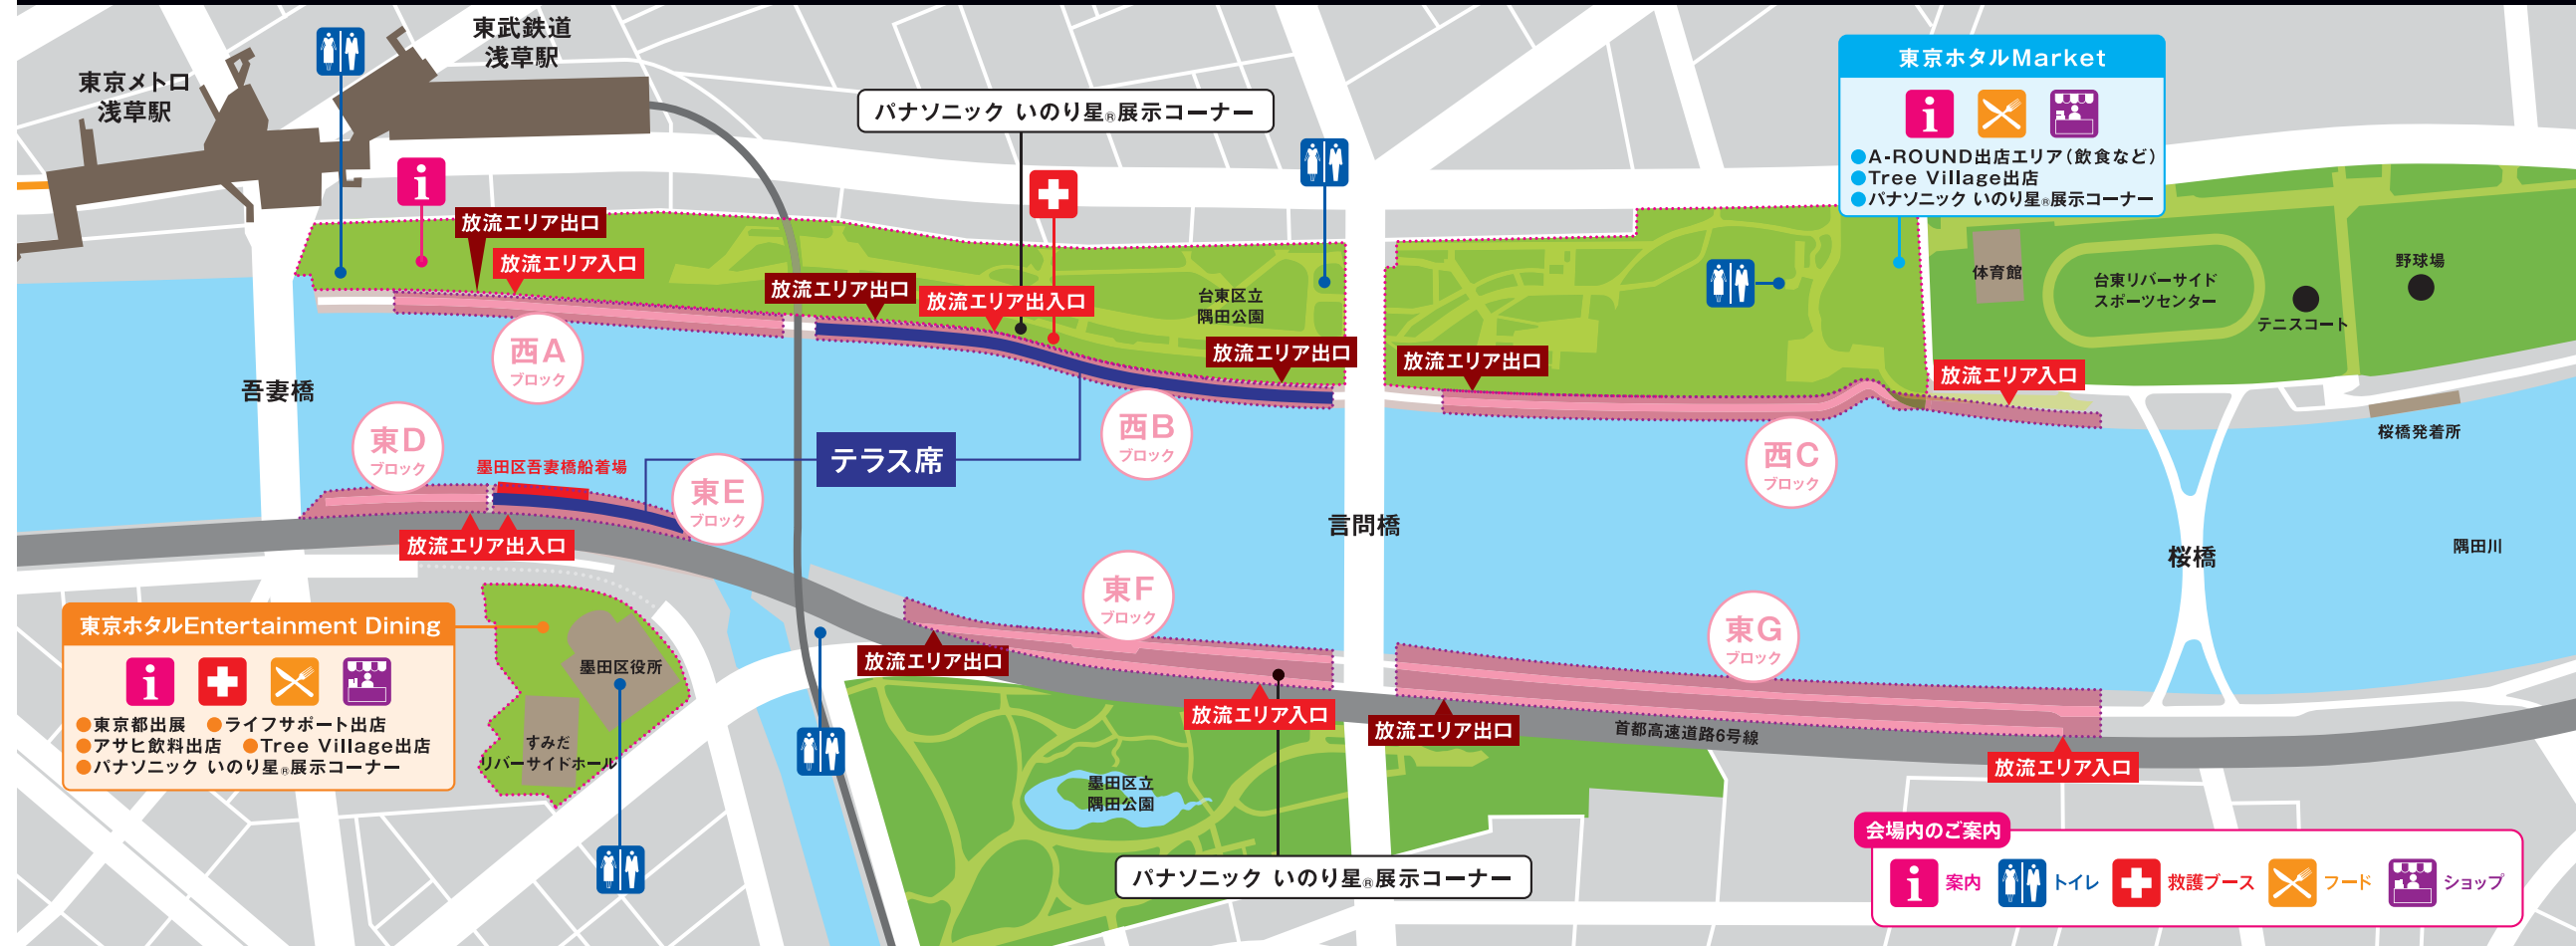 東武鉄道
浅草駅
東京メトロ
浅草駅
パナソニック いのり星®展示コーナー
東京ホタルMarket
i
●A-ROUND出店エリア(飲食など)
●Tree Village出店
●パナソニック いのり星®展示コーナー
i
放流エリア出口
放流エリア入口
放流エリア出口
放流エリア出入口
台東区立
隅田公園
放流エリア出口
放流エリア出口
放流エリア入口
体育館
台東リバーサイド
スポーツセンター
テニスコート
野球場
桜橋発着所
吾妻橋
西A
ブロック
西B
ブロック
西C
ブロック
東D
ブロック
墨田区吾妻橋船着場
東E
ブロック
テラス席
放流エリア出入口
言問橋
桜橋
隅田川
東F
ブロック
東G
ブロック
放流エリア出口
放流エリア入口
放流エリア出口
首都高速道路6号線
放流エリア入口
東京ホタルEntertainment Dining
i
●東京都出展 ●ライフサポート出店
●アサヒ飲料出店 ●Tree Village出店
●パナソニック いのり星®展示コーナー
墨田区役所
すみだ
リバーサイドホール
墨田区立
隅田公園
パナソニック いのり星®展示コーナー
会場内のご案内
i 案内 トイレ 救護ブース フード ショップ